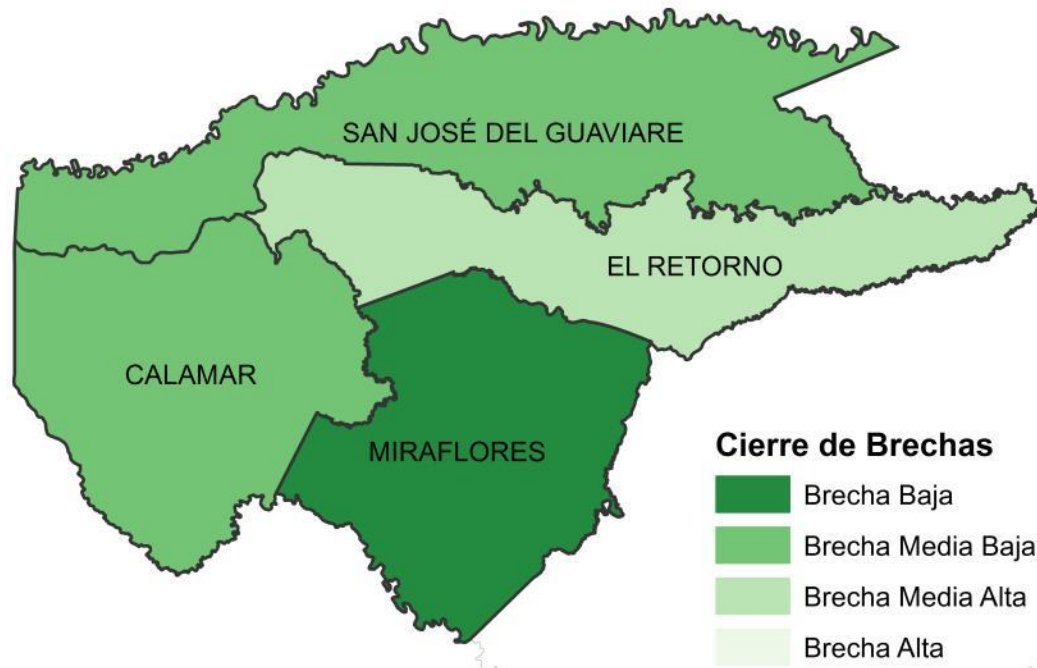 SAN JOSÉ DEL GUAVIARE
EL RETORNO
CALAMAR
MIRAFLORES
Cierre de Brechas
Brecha Baja
Brecha Media Baja
Brecha Media Alta
Brecha Alta